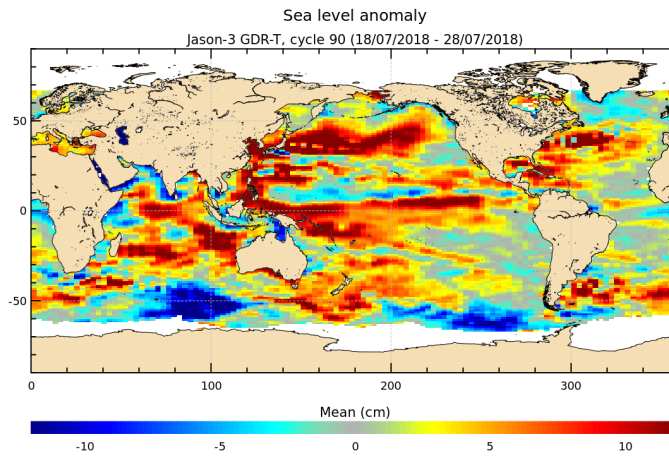 Sea level anomaly
Jason-3 GDR-T, cycle 90 (18/07/2018 - 28/07/2018)
50
0
-50
0 100 200 300
Mean (cm)
-10 -5 0 5 10